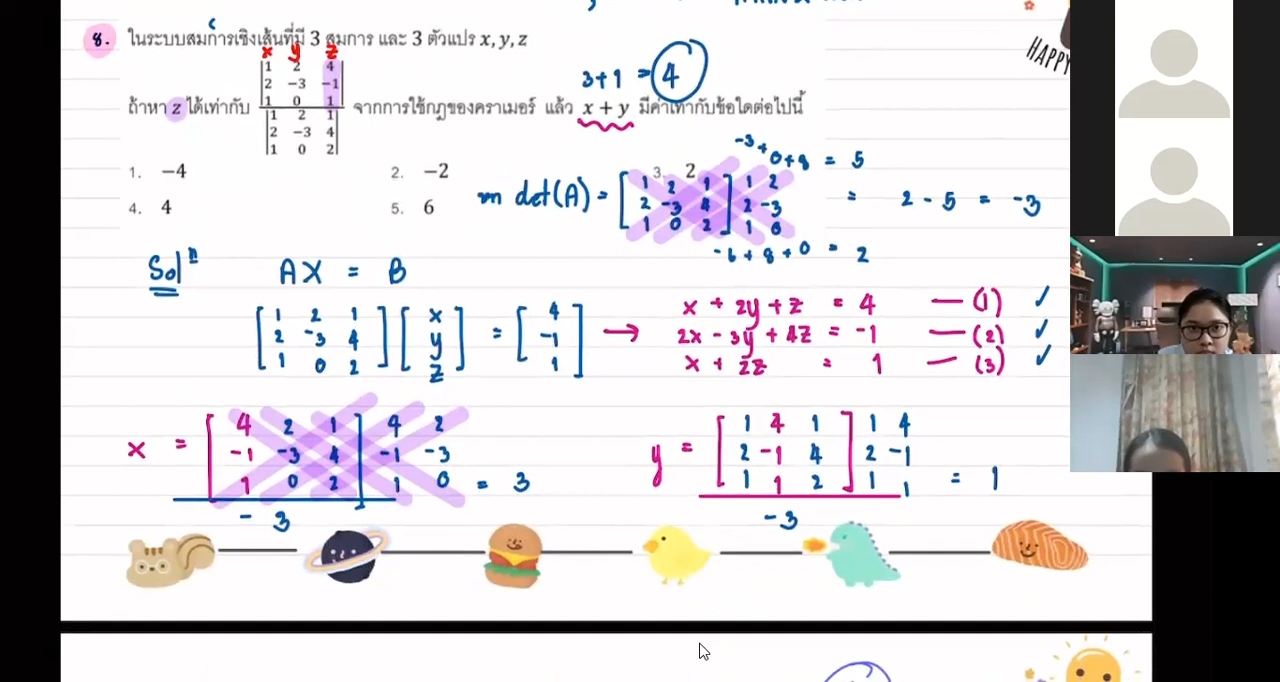 HAPPY
8. ในระบบสมการเชิงเส้นที่มี 3 สมการ และ 3 ตัวแปร x, y, z
x y z
3+1 = 4
|1 2 4|
|2 −3 −1|
|1 0 1|
ถ้าหา z ได้เท่ากับ จากการใช้กฎของคราเมอร์ แล้ว x + y มีค่าเท่ากับข้อใดต่อไปนี้
|1 2 1|
|2 −3 4|
|1 0 2|
1. −4
2. −2
3. 2
4. 4
5. 6
-3 + 0 + 8 = 5
หา det(A) = [ 1 2 1 ] 1 2
2 -3 4 2 -3
1 0 2 1 0
= 2 - 5 = -3
-6 + 8 + 0 = 2
Solⁿ AX = B
[ 1 2 1 ] [ x ] = [ 4 ] → x + 2y + z = 4 — (1) ✓
[ 2 -3 4 ] [ y ] [ -1 ] 2x - 3y + 4z = -1 — (2) ✓
[ 1 0 2 ] [ z ] [ 1 ] x + 2z = 1 — (3) ✓
x = [ 4 2 1 ] 4 2
-1 -3 4 -1 -3
1 0 2 1 0 = 3
- 3
y = [ 1 4 1 ] 1 4
2 -1 4 2 -1
1 1 2 1 1 = 1
-3